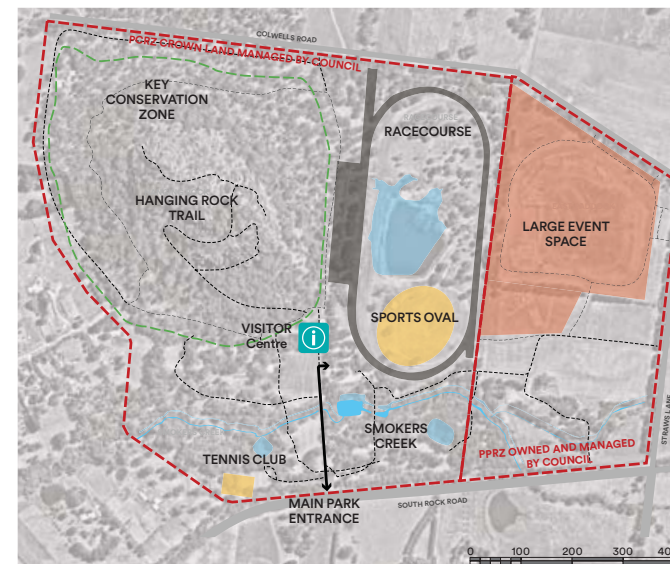 COLWELLS ROAD
PCRZ CROWN LAND MANAGED BY COUNCIL
KEY
CONSERVATION
ZONE
RACECOURSE
HANGING ROCK
TRAIL
LARGE EVENT
SPACE
SPORTS OVAL
VISITOR
Centre
i
SMOKERS
CREEK
TENNIS CLUB
PPRZ OWNED AND MANAGED
BY COUNCIL
STRAWS LANE
MAIN PARK
ENTRANCE
SOUTH ROCK ROAD
0 100 200 300